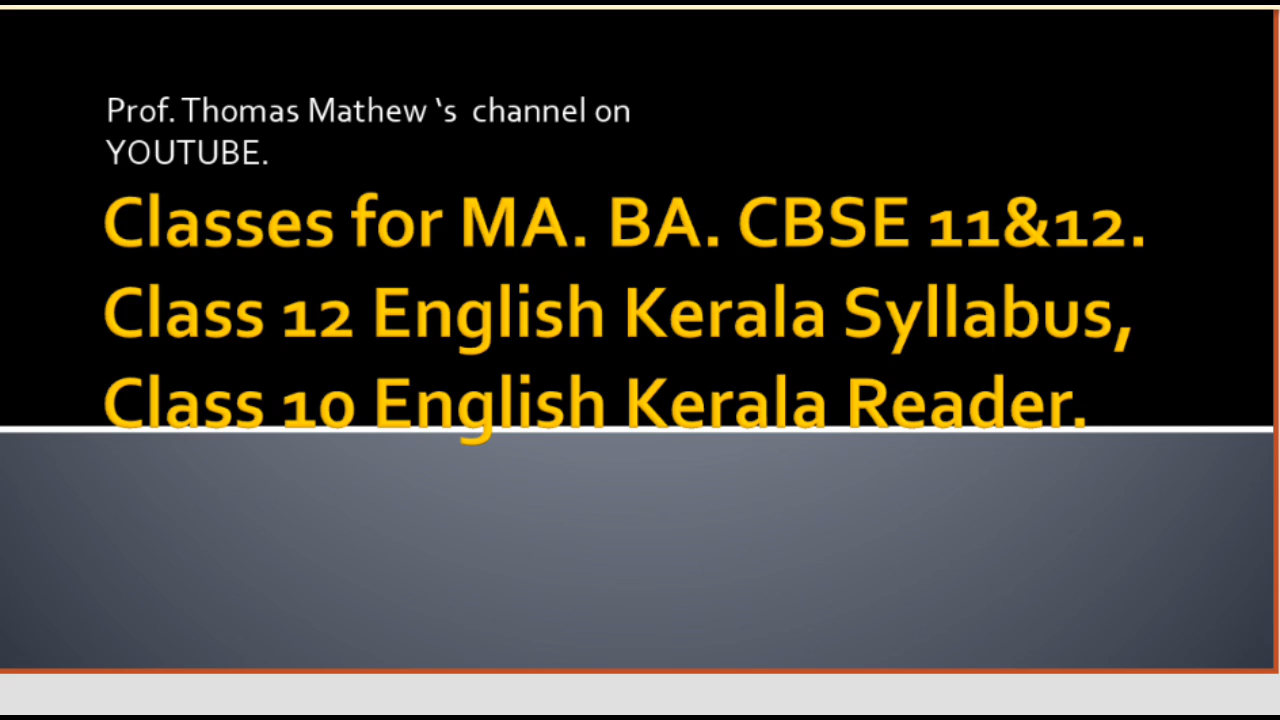 Prof. Thomas Mathew ‘s  channel on
YOUTUBE.
Classes for MA. BA. CBSE 11&12.
Class 12 English Kerala Syllabus,
Class 10 English Kerala Reader.